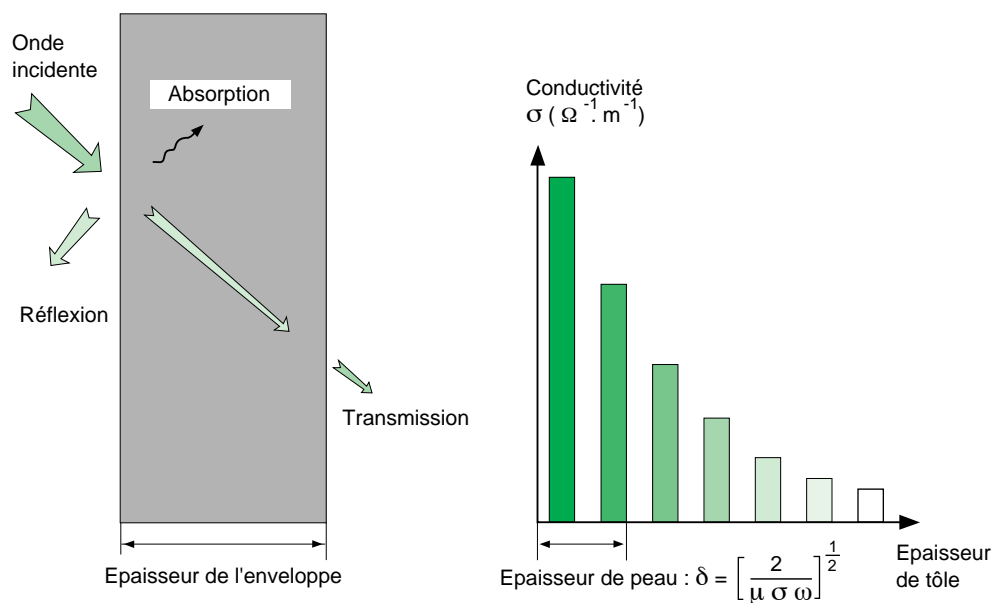 Onde
incidente
Absorption
Réflexion
Transmission
Epaisseur de l'enveloppe
Conductivité
σ ( Ω⁻¹. m⁻¹)
Epaisseur
de tôle
Epaisseur de peau : δ = [2 / μ σ ω]^1/2